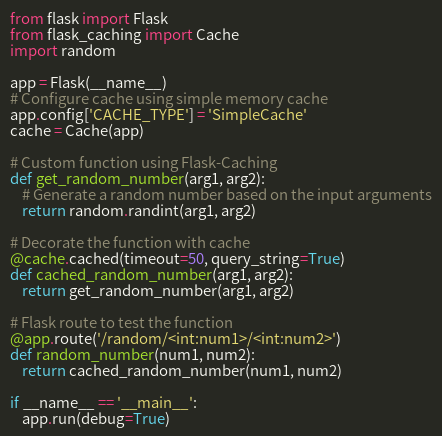 from flask import Flask
from flask_caching import Cache
import random

app = Flask(__name__)
# Configure cache using simple memory cache
app.config['CACHE_TYPE'] = 'SimpleCache'
cache = Cache(app)

# Custom function using Flask-Caching
def get_random_number(arg1, arg2):
    # Generate a random number based on the input arguments
    return random.randint(arg1, arg2)

# Decorate the function with cache
@cache.cached(timeout=50, query_string=True)
def cached_random_number(arg1, arg2):
    return get_random_number(arg1, arg2)

# Flask route to test the function
@app.route('/random/<int:num1>/<int:num2>')
def random_number(num1, num2):
    return cached_random_number(num1, num2)

if __name__ == '__main__':
    app.run(debug=True)